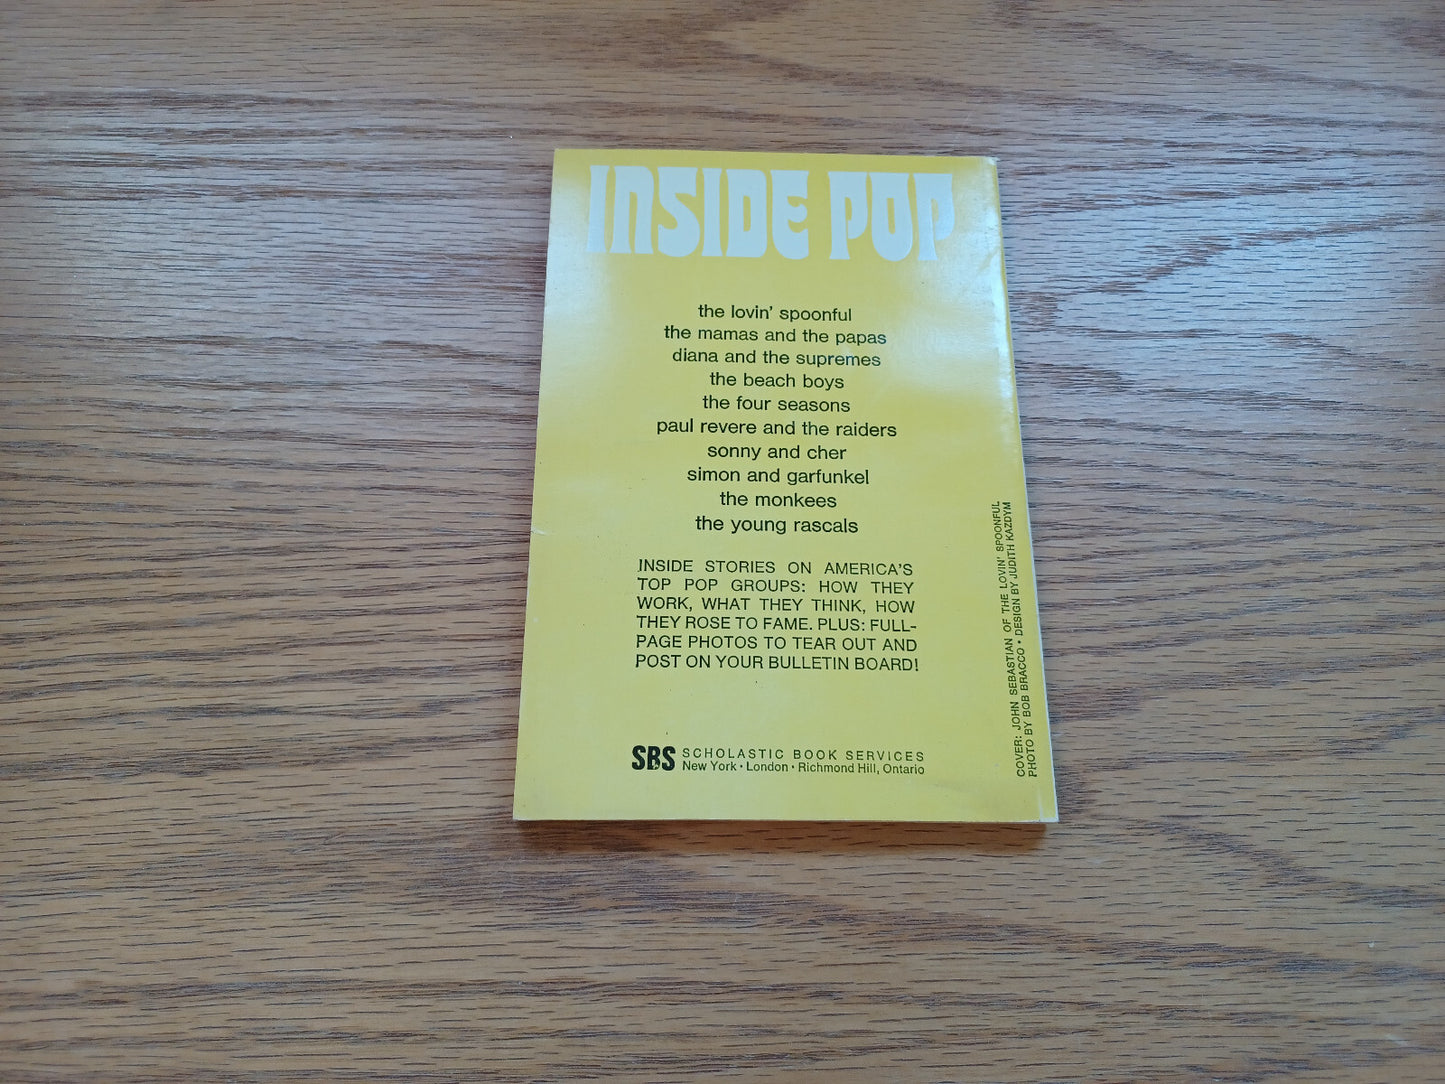 INSIDE POP
the lovin' spoonful
the mamas and the papas
diana and the supremes
the beach boys
the four seasons
paul revere and the raiders
sonny and cher
simon and garfunkel
the monkees
the young rascals
INSIDE STORIES ON AMERICA'S
TOP POP GROUPS: HOW THEY
WORK, WHAT THEY THINK, HOW
THEY ROSE TO FAME. PLUS: FULL-
PAGE PHOTOS TO TEAR OUT AND
POST ON YOUR BULLETIN BOARD!
SBS SCHOLASTIC BOOK SERVICES
New York • London • Richmond Hill, Ontario
COVER: JOHN SEBASTIAN OF THE LOVIN' SPOONFUL
PHOTO BY BOB BRACCO • DESIGN BY JUDITH KAZDYM